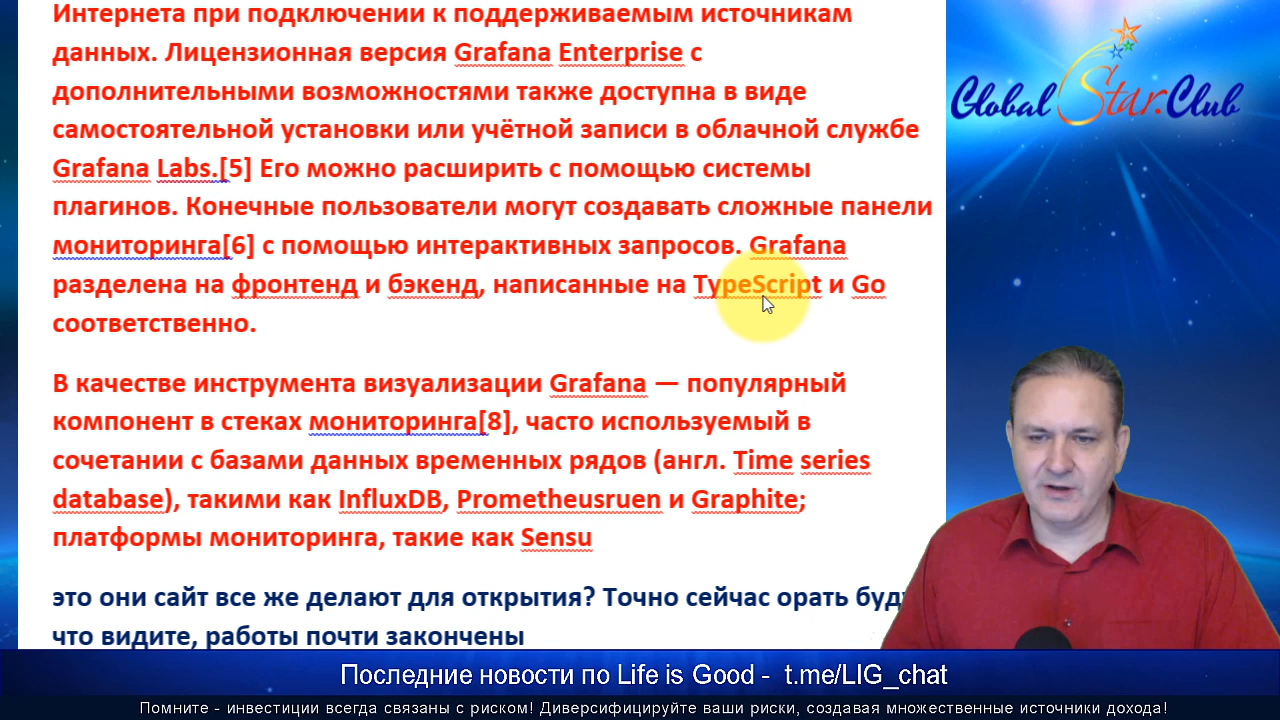 Интернета при подключении к поддерживаемым источникам
данных. Лицензионная версия Grafana Enterprise с
дополнительными возможностями также доступна в виде
самостоятельной установки или учётной записи в облачной службе
Grafana Labs.[5] Его можно расширить с помощью системы
плагинов. Конечные пользователи могут создавать сложные панели
мониторинга[6] с помощью интерактивных запросов. Grafana
разделена на фронтенд и бэкенд, написанные на TypeScript и Go
соответственно.
В качестве инструмента визуализации Grafana — популярный
компонент в стеках мониторинга[8], часто используемый в
сочетании с базами данных временных рядов (англ. Time series
database), такими как InfluxDB, Prometheusruen и Graphite;
платформы мониторинга, такие как Sensu
это они сайт все же делают для открытия? Точно сейчас орать
что видите, работы почти закончены
Global Star.Club
Последние новости по Life is Good - t.me/LIG_chat
Помните - инвестиции всегда связаны с риском! Диверсифицируйте ваши риски, создавая множественные источники дохода!